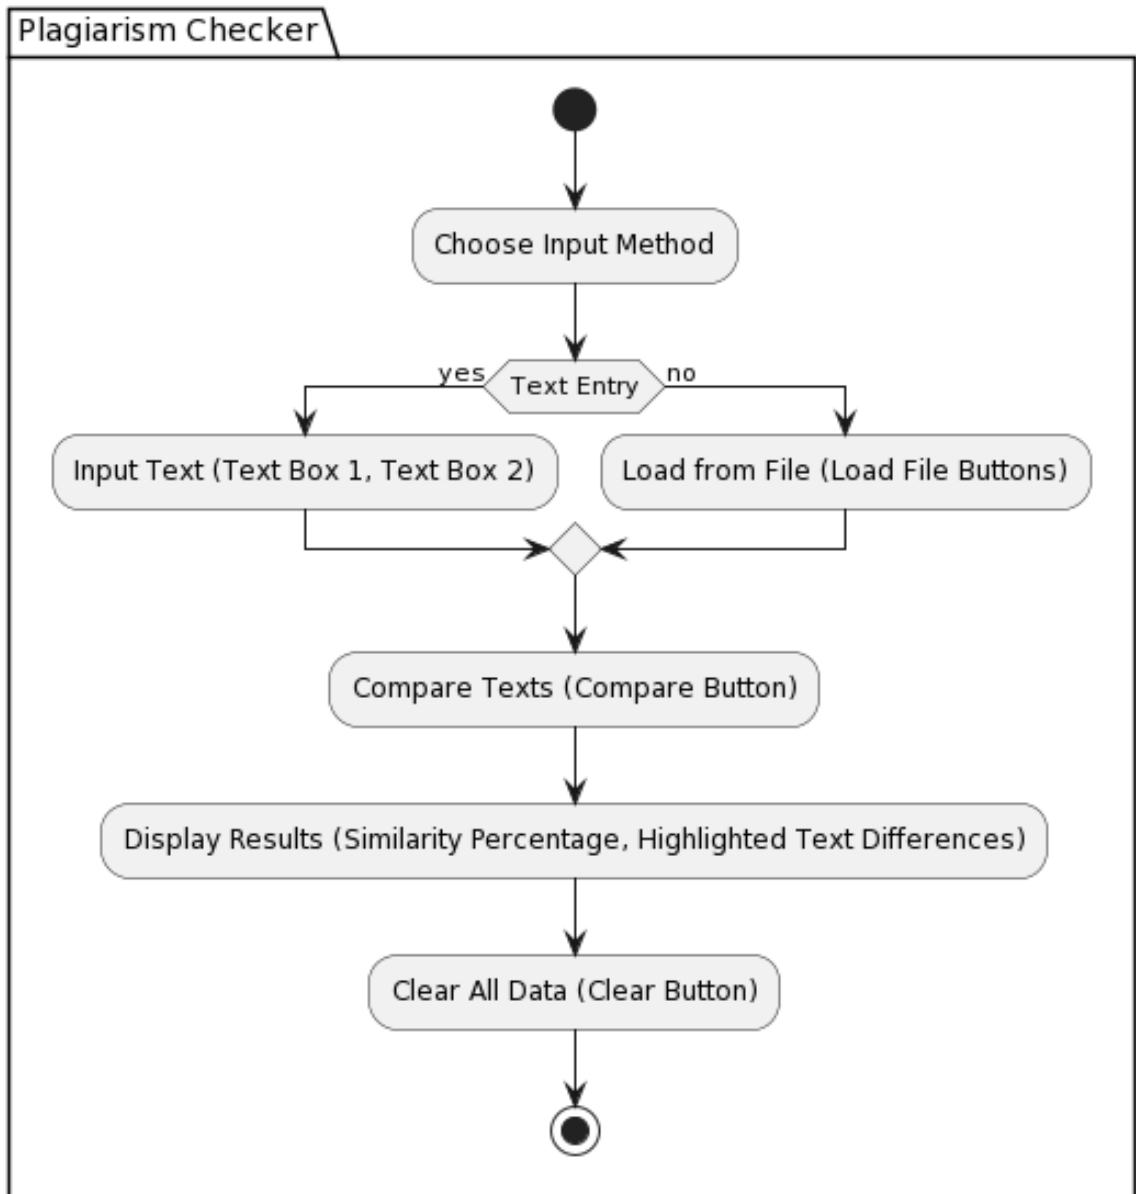 Plagiarism Checker
Choose Input Method
yes
Text Entry
no
Input Text (Text Box 1, Text Box 2)
Load from File (Load File Buttons)
Compare Texts (Compare Button)
Display Results (Similarity Percentage, Highlighted Text Differences)
Clear All Data (Clear Button)